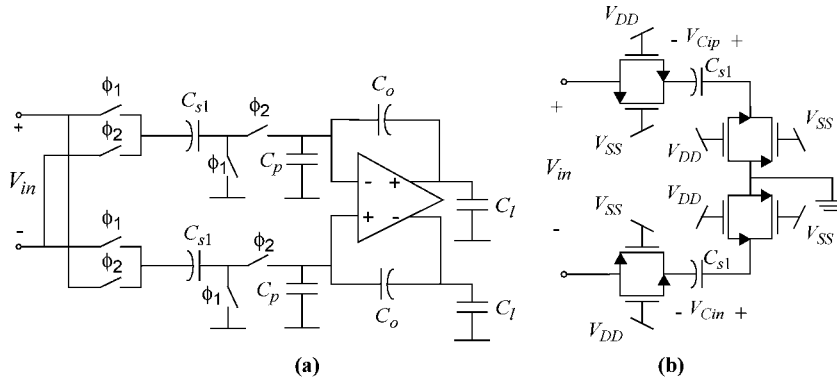 ϕ1
+
ϕ2
Vin
-
ϕ1
ϕ2
Cs1
ϕ2
ϕ1
Cp
Cs1
ϕ2
ϕ1
Cp
Co
- +
+ -
Cl
Co
Cl
(a)
VDD
- VCip +
Cs1
+
VSS
VDD
VSS
Vin
VSS
VDD
VSS
-
Cs1
VDD
- VCin +
(b)